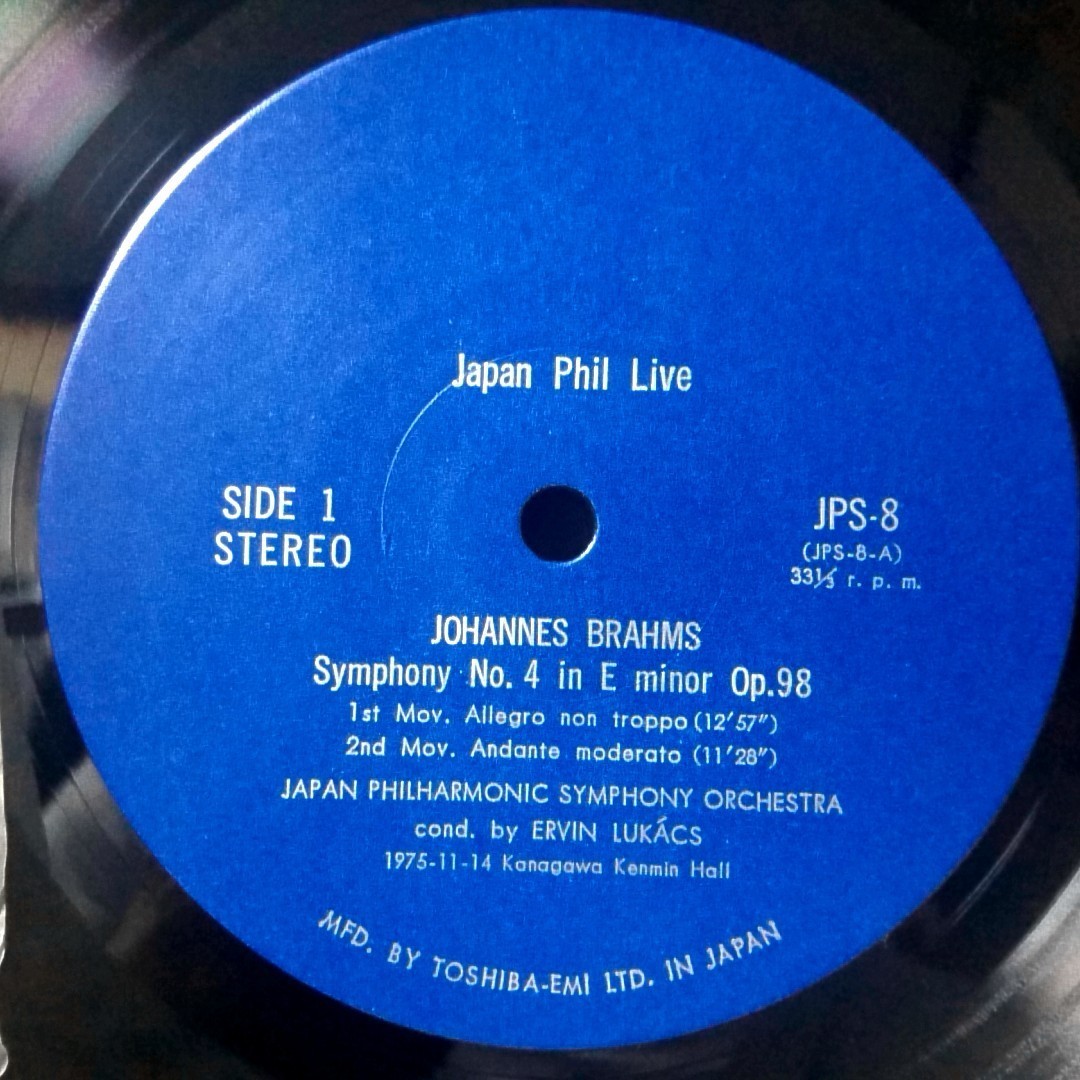 Japan Phil Live
SIDE 1
STEREO
JPS-8
(JPS-8-A)
33⅓ r. p. m.
JOHANNES BRAHMS
Symphony No. 4 in E minor Op.98
1st Mov. Allegro non troppo (12′57″)
2nd Mov. Andante moderato (11′28″)
JAPAN PHILHARMONIC SYMPHONY ORCHESTRA
cond. by ERVIN LUKÁCS
1975-11-14 Kanagawa Kenmin Hall
MFD. BY TOSHIBA-EMI LTD. IN JAPAN